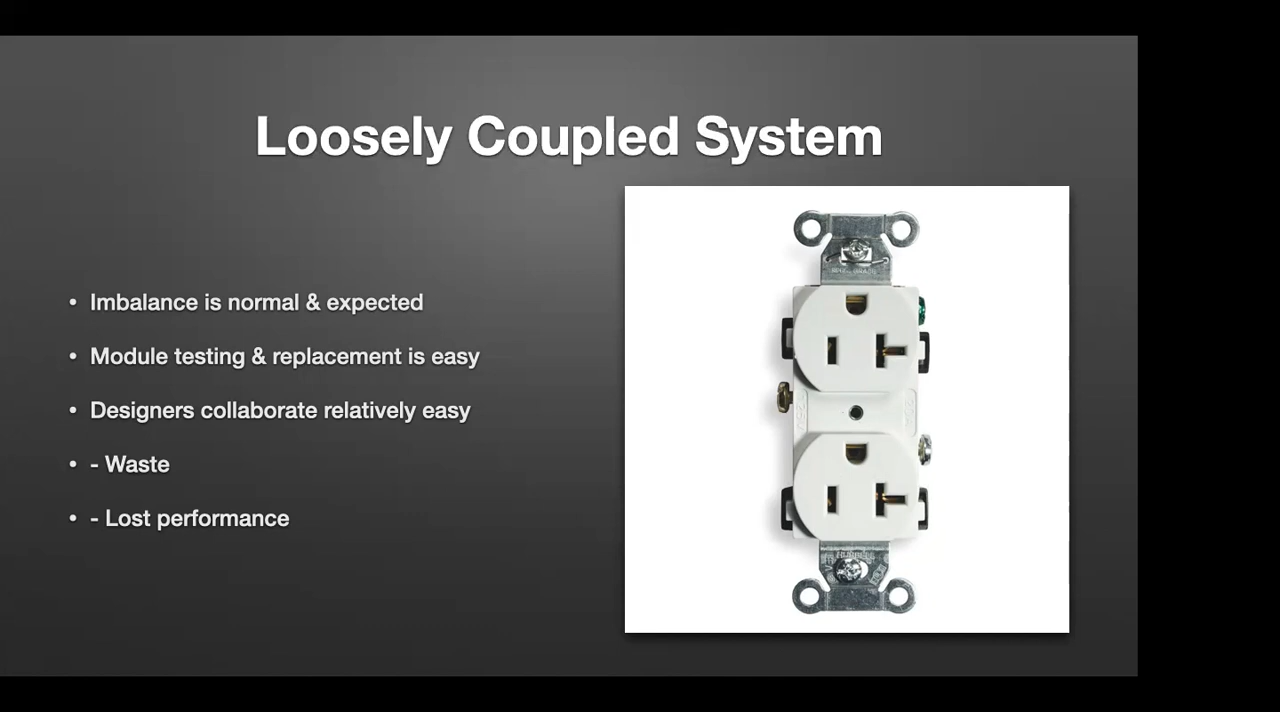 Loosely Coupled System
• Imbalance is normal & expected
• Module testing & replacement is easy
• Designers collaborate relatively easy
• - Waste
• - Lost performance